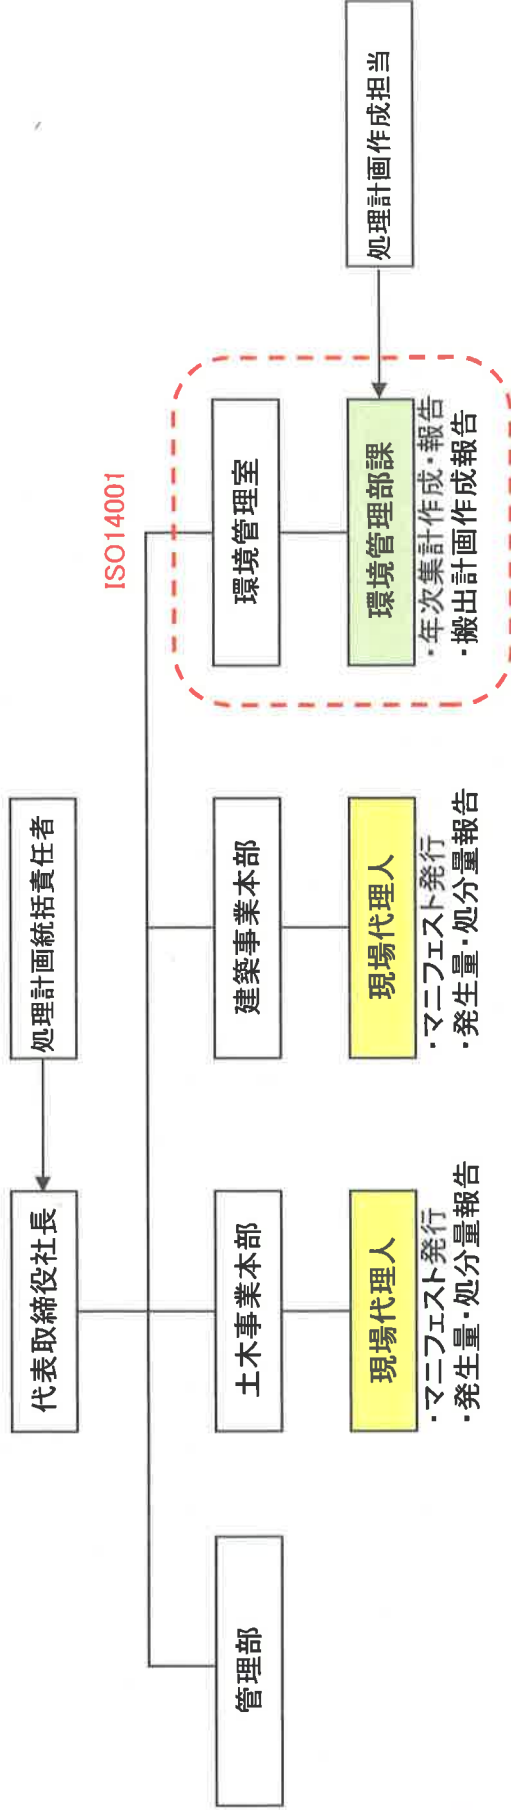 代表取締役社長
処理計画統括責任者
ISO14001
管理部
土木事業本部
建築事業本部
環境管理室
現場代理人
・マニフェスト発行
・発生量・処分量報告
現場代理人
・マニフェスト発行
・発生量・処分量報告
環境管理部課
・年次集計作成・報告
・搬出計画作成報告
処理計画作成担当